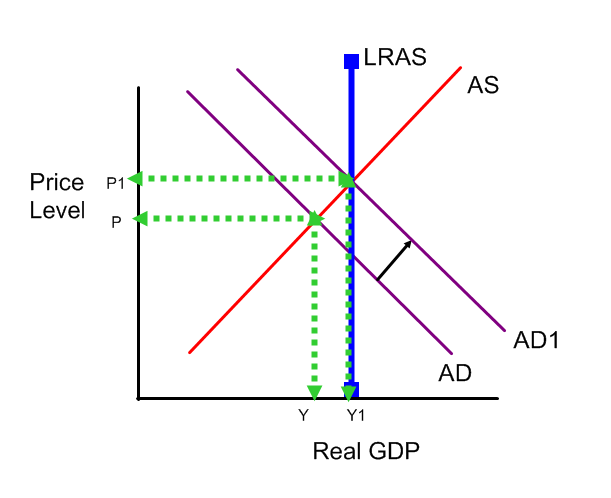 LRAS
AS
Price
Level
P1
P
AD1
AD
Y
Y1
Real GDP